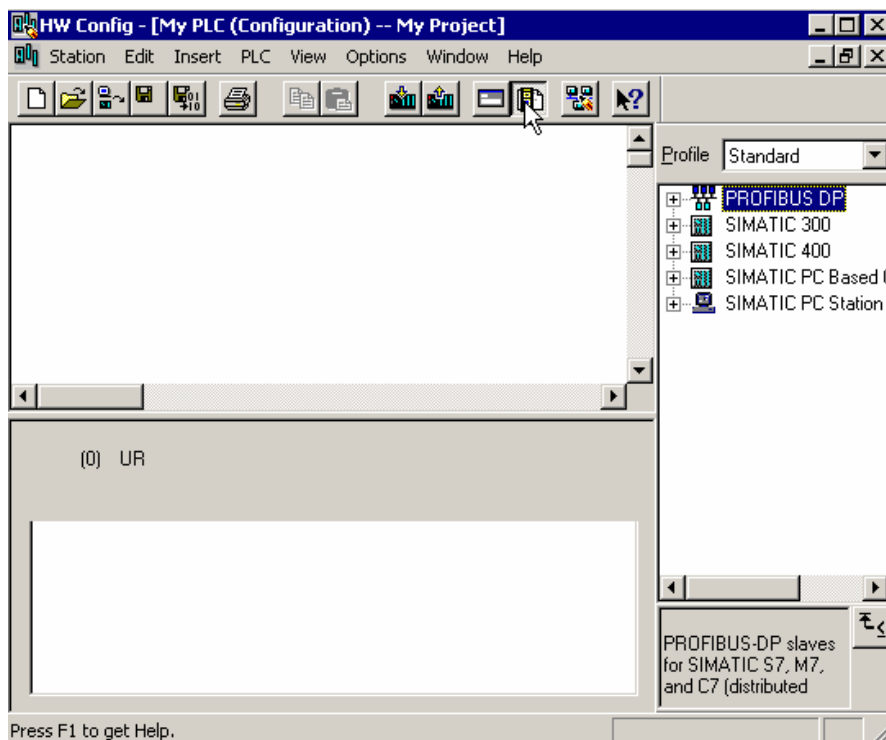 HW Config - [My PLC (Configuration) -- My Project]
Station Edit Insert PLC View Options Window Help
Profile Standard
PROFIBUS DP
SIMATIC 300
SIMATIC 400
SIMATIC PC Based
SIMATIC PC Station
(0) UR
PROFIBUS-DP slaves
for SIMATIC S7, M7,
and C7 (distributed
Press F1 to get Help.